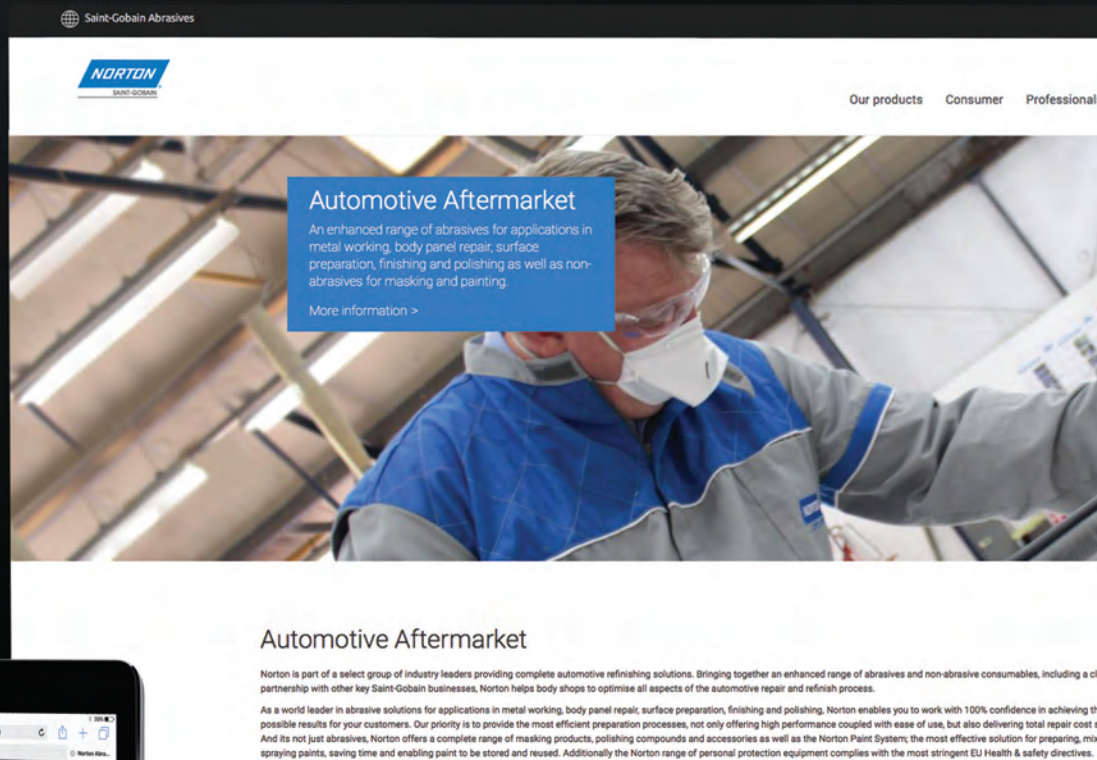 Saint-Gobain Abrasives
NORTON
SAINT-GOBAIN
Our products Consumer Professional
Automotive Aftermarket
An enhanced range of abrasives for applications in
metal working, body panel repair, surface
preparation, finishing and polishing as well as non-
abrasives for masking and painting.
More information >
NORTON
Automotive Aftermarket
Norton is part of a select group of industry leaders providing complete automotive refinishing solutions. Bringing together an enhanced range of abrasives and non-abrasive consumables, including a
partnership with other key Saint-Gobain businesses, Norton helps body shops to optimise all aspects of the automotive repair and refinish process.
As a world leader in abrasive solutions for applications in metal working, body panel repair, surface preparation, finishing and polishing, Norton enables you to work with 100% confidence in achieving
possible results for your customers. Our priority is to provide the most efficient preparation processes, not only offering high performance coupled with ease of use, but also delivering total repair cost
And its not just abrasives, Norton offers a complete range of masking products, polishing compounds and accessories as well as the Norton Paint System; the most effective solution for preparing,
spraying paints, saving time and enabling paint to be stored and reused. Additionally the Norton range of personal protection equipment complies with the most stringent EU Health & safety directives.
Norton Abra...